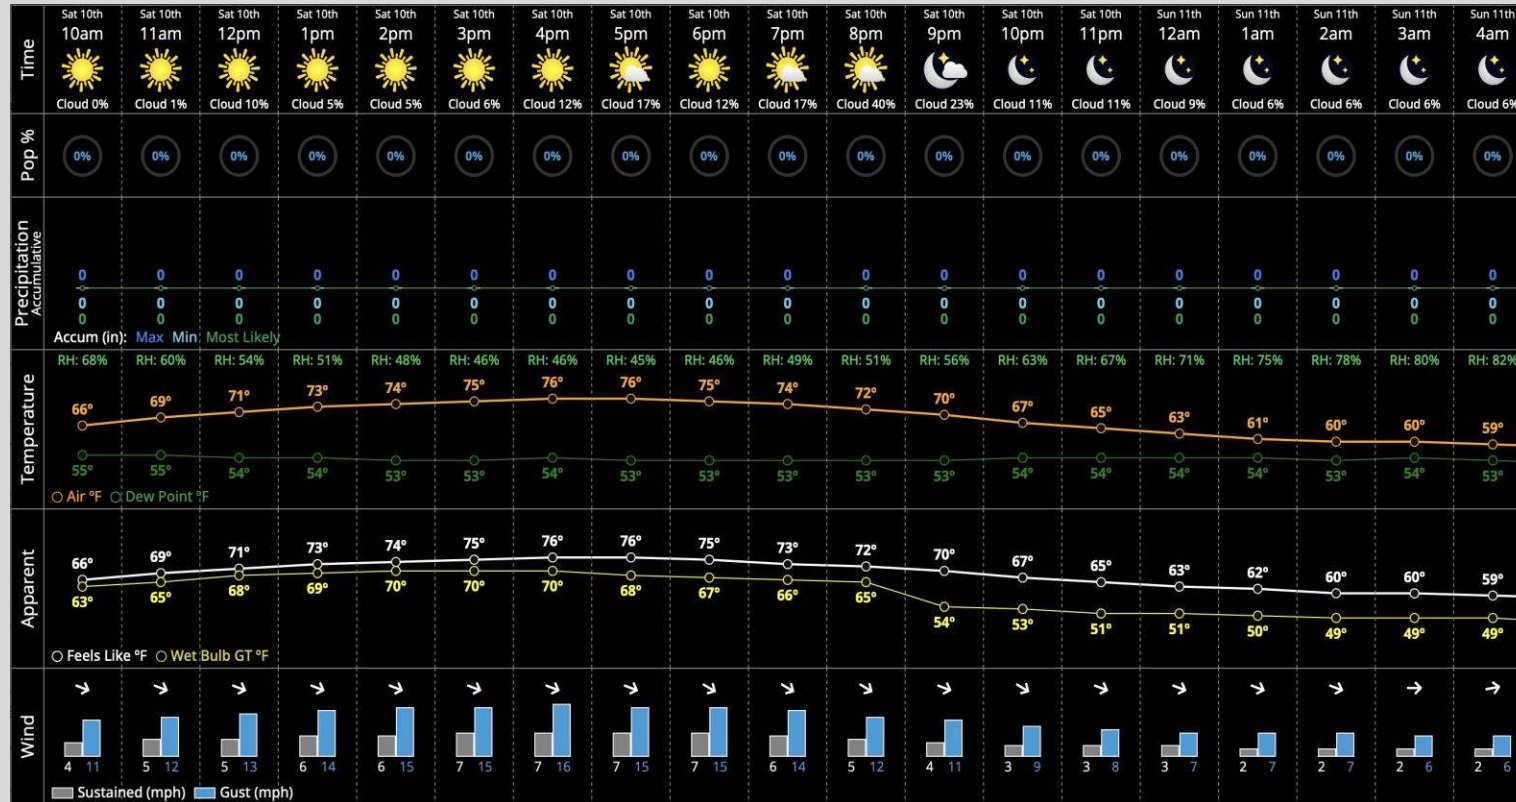 Time
Sat 10th Sat 10th Sat 10th Sat 10th Sat 10th Sat 10th Sat 10th Sat 10th Sat 10th Sat 10th Sat 10th Sat 10th Sat 10th Sat 10th Sun 11th Sun 11th Sun 11th Sun 11th Sun 11th
10am 11am 12pm 1pm 2pm 3pm 4pm 5pm 6pm 7pm 8pm 9pm 10pm 11pm 12am 1am 2am 3am 4am
Cloud 0% Cloud 1% Cloud 10% Cloud 5% Cloud 5% Cloud 6% Cloud 12% Cloud 17% Cloud 12% Cloud 17% Cloud 40% Cloud 23% Cloud 11% Cloud 11% Cloud 9% Cloud 6% Cloud 6% Cloud 6% Cloud 6%
Pop %
0% 0% 0% 0% 0% 0% 0% 0% 0% 0% 0% 0% 0% 0% 0% 0% 0% 0% 0%
Precipitation
Accumulative
0 0 0 0 0 0 0 0 0 0 0 0 0 0 0 0 0 0 0
0 0 0 0 0 0 0 0 0 0 0 0 0 0 0 0 0 0 0
0 0 0 0 0 0 0 0 0 0 0 0 0 0 0 0 0 0 0
Accum (in): Max Min Most Likely
Temperature
RH: 68% RH: 60% RH: 54% RH: 51% RH: 48% RH: 46% RH: 46% RH: 45% RH: 46% RH: 49% RH: 51% RH: 56% RH: 63% RH: 67% RH: 71% RH: 75% RH: 78% RH: 80% RH: 82%
66° 69° 71° 73° 74° 75° 76° 76° 75° 74° 72° 70° 67° 65° 63° 61° 60° 60° 59°
55° 55° 54° 54° 53° 53° 54° 53° 53° 53° 53° 53° 54° 54° 54° 54° 53° 54° 53°
Air °F Dew Point °F
Apparent
66° 69° 71° 73° 74° 75° 76° 76° 75° 73° 72° 70° 67° 65° 63° 62° 60° 60° 59°
63° 65° 68° 69° 70° 70° 70° 68° 67° 66° 65° 54° 53° 51° 51° 50° 49° 49° 49°
Feels Like °F Wet Bulb GT °F
Wind
4 11 5 12 5 13 6 14 6 15 7 15 7 16 7 15 7 15 6 14 5 12 4 11 3 9 3 8 3 7 2 7 2 7 2 6 2 6
Sustained (mph) Gust (mph)